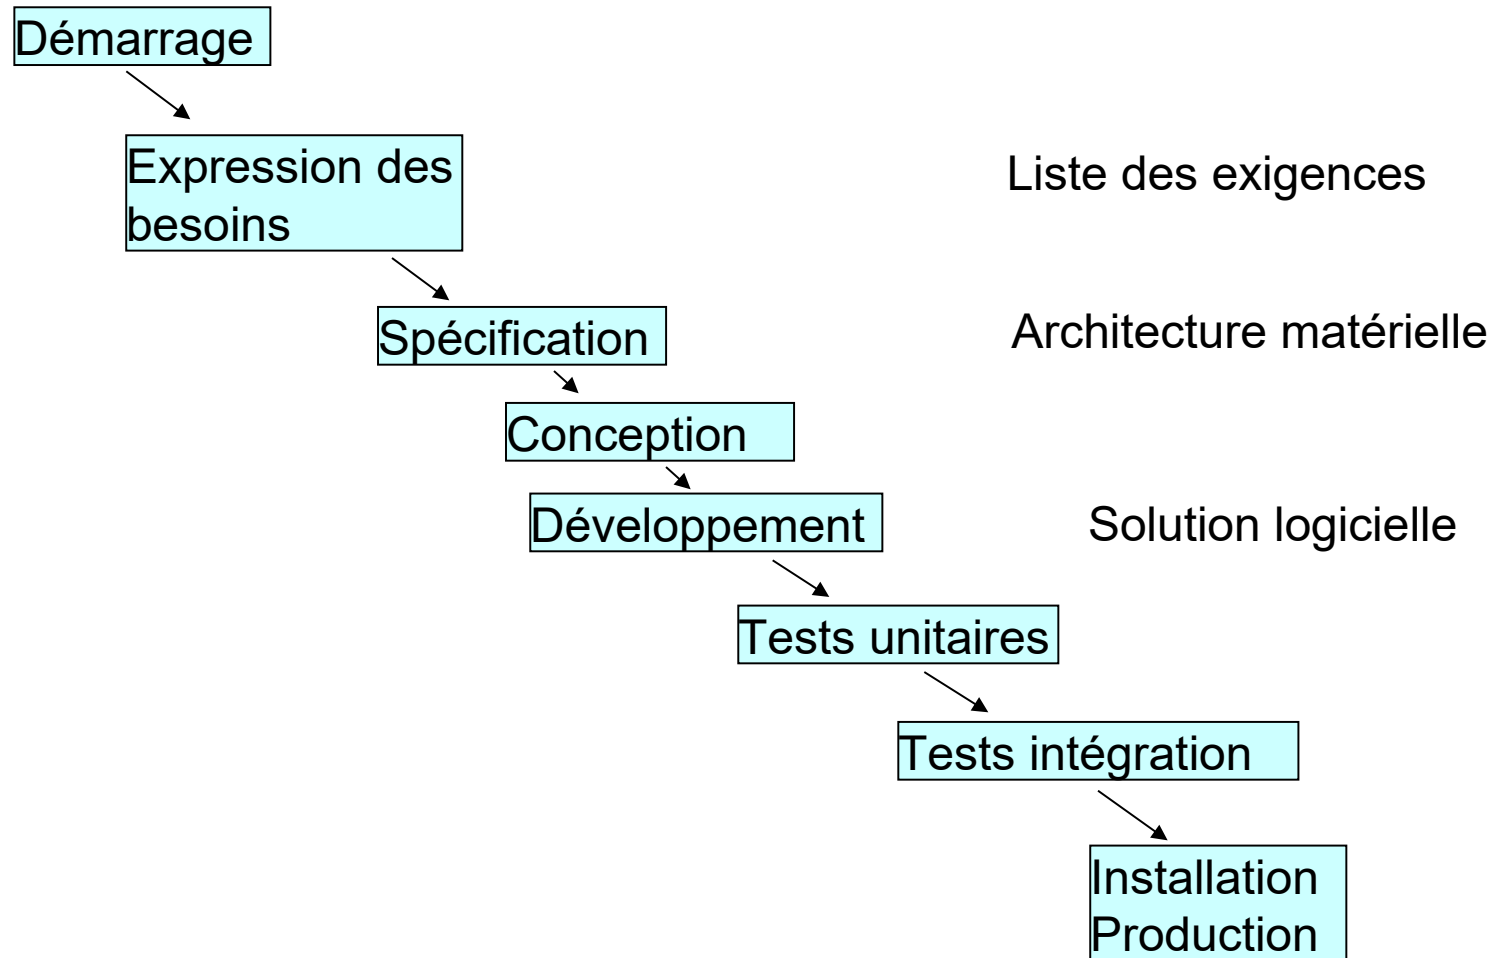 Démarrage
Expression des
besoins
Liste des exigences
Spécification
Architecture matérielle
Conception
Développement
Solution logicielle
Tests unitaires
Tests intégration
Installation
Production